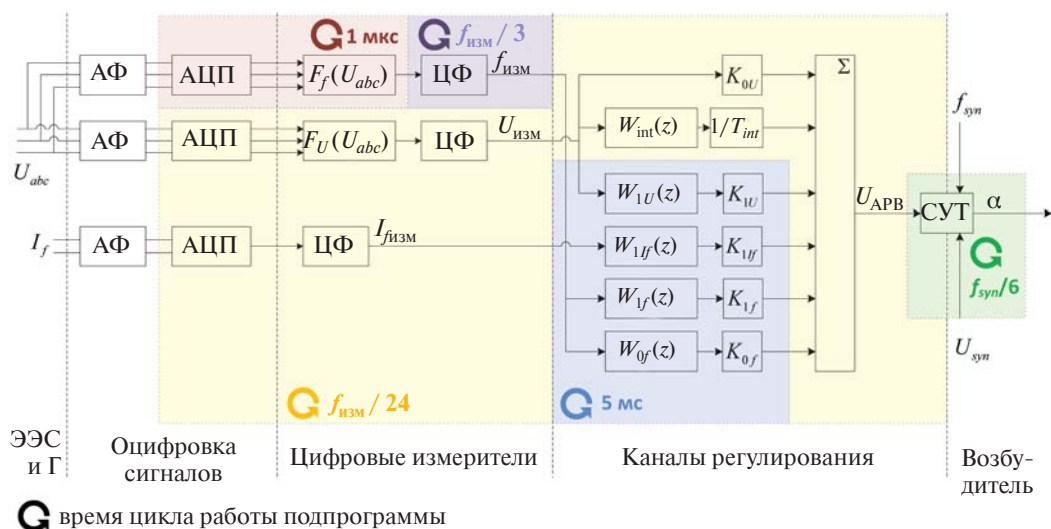 1 мкс
f_изм / 3
АФ
АЦП
F_f(U_abc)
ЦФ
f_изм
K_0U
Σ
f_syn
АФ
АЦП
F_U(U_abc)
ЦФ
U_изм
W_int(z)
1/T_int
U_abc
W_1U(z)
K_1U
U_АРВ
СУТ
α
I_f
АФ
АЦП
ЦФ
I_fизм
W_1If(z)
K_1If
f_syn/6
W_1f(z)
K_1f
W_0f(z)
K_0f
U_syn
f_изм / 24
5 мс
ЭЭС
и Г
Оцифровка
сигналов
Цифровые измерители
Каналы регулирования
Возбу-
дитель
время цикла работы подпрограммы